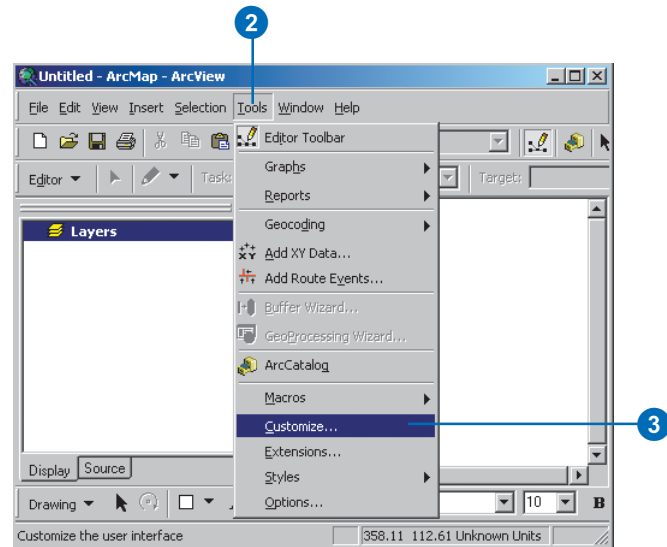 2
Untitled - ArcMap - ArcView
File Edit View Insert Selection Tools Window Help
Editor Toolbar
Editor Task: Target:
Graphs
Reports
Layers
Geocoding
Add XY Data...
Add Route Events...
Buffer Wizard...
GeoProcessing Wizard...
ArcCatalog
Macros
Customize... 3
Extensions...
Display Source
Styles
Drawing Options... 10 B
Customize the user interface 358.11 112.61 Unknown Units